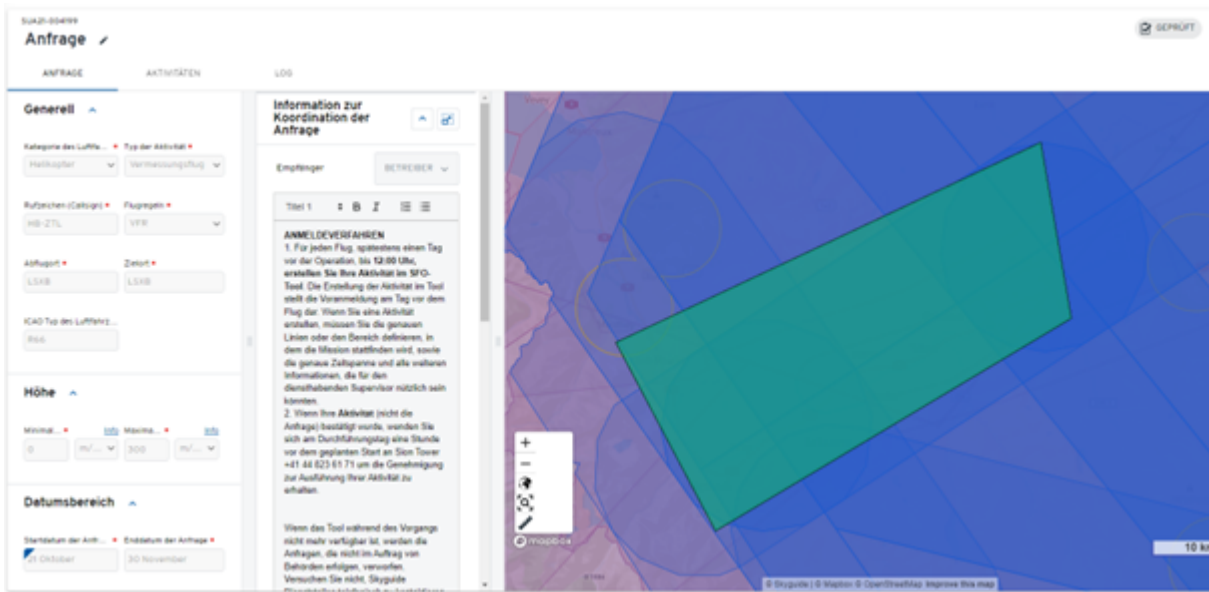 SUA21-004199
Anfrage
GEPRÜFT
ANFRAGE
AKTIVITÄTEN
LOG
Generell
Kategorie des Luftfa... *
Typ der Aktivität *
Helikopter
Vermessungsflug
Rufzeichen (Callsign) *
Flugregeln *
HB-ZTL
VFR
Abflugort *
Zielort *
LSXB
LSXB
ICAO Typ des Luftfahrz...
R66
Höhe
Minimal... *
Info
Maxima... *
Info
0
m/...
300
m/...
Datumsbereich
Startdatum der Anfr... *
Enddatum der Anfrage *
21 Oktober
30 November
Information zur
Koordination der
Anfrage
Empfänger
BETREIBER
Titel 1
B
I
ANMELDEVERFAHREN
1. Für jeden Flug, spätestens einen Tag
vor der Operation, bis 12:00 Uhr,
erstellen Sie Ihre Aktivität im SFO-
Tool. Die Erstellung der Aktivität im Tool
stellt die Voranmeldung am Tag vor dem
Flug dar. Wenn Sie eine Aktivität
erstellen, müssen Sie die genauen
Linien oder den Bereich definieren, in
dem die Mission stattfinden wird, sowie
die genaue Zeitspanne und alle weiteren
Informationen, die für den
diensthabenden Supervisor nützlich sein
könnten.
2. Wenn Ihre Aktivität (nicht die
Anfrage) bestätigt wurde, wenden Sie
sich am Durchführungstag eine Stunde
vor dem geplanten Start an Sion Tower
+41 44 823 61 71 um die Genehmigung
zur Ausführung Ihrer Aktivität zu
erhalten.
Wenn das Tool während des Vorgangs
nicht mehr verfügbar ist, werden die
Anfragen, die nicht im Auftrag von
Behörden erfolgen, verworfen.
Versuchen Sie nicht, Skyguide
mapbox
10 k
© Skyguide | © Mapbox © OpenStreetMap Improve this map